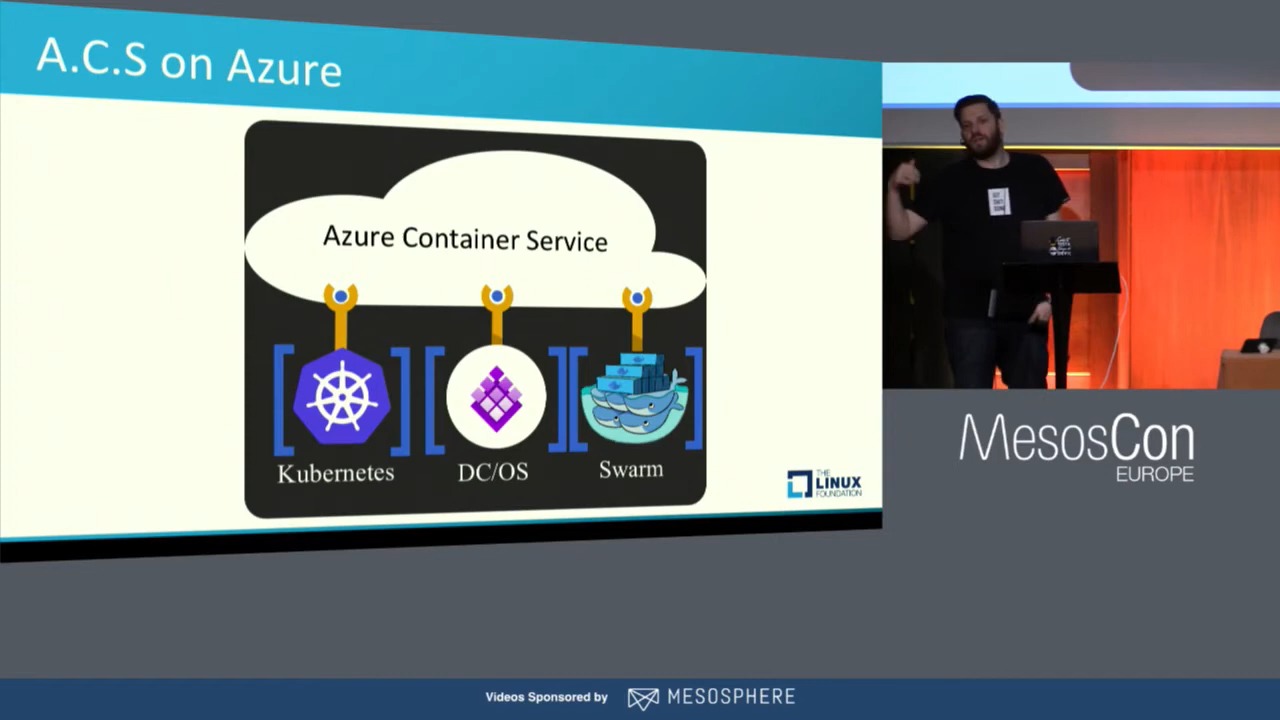 A.C.S on Azure
Azure Container Service
Kubernetes
DC/OS
Swarm
THE
LINUX
FOUNDATION
MesosCon
EUROPE
Videos Sponsored by MESOSPHERE